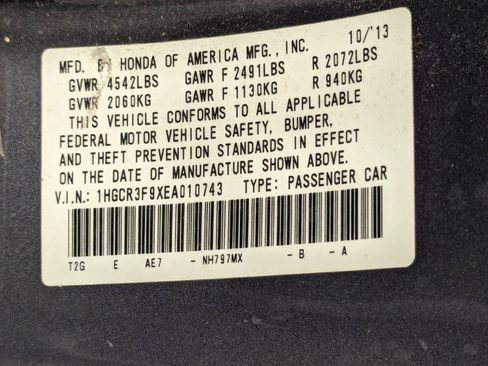 MFD. BY HONDA OF AMERICA MFG., INC. 10/'13
GVWR 4542LBS GAWR F 2491LBS R 2072LBS
GVWR 2060KG GAWR F 1130KG R 940KG
THIS VEHICLE CONFORMS TO ALL APPLICABLE
FEDERAL MOTOR VEHICLE SAFETY, BUMPER,
AND THEFT PREVENTION STANDARDS IN EFFECT
ON THE DATE OF MANUFACTURE SHOWN ABOVE.
V.I.N.: 1HGCR3F9XEA010743 TYPE: PASSENGER CAR
T2G E AE7 - NH797MX - B - A